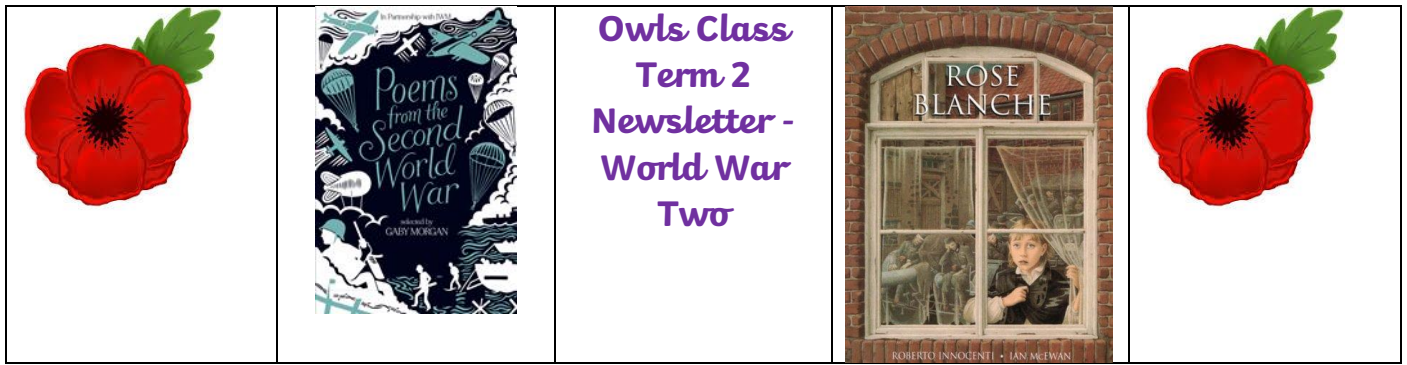 In Partnership with IWM
Poems
from the
Second
World
War
selected by
GABY MORGAN
Owls Class
Term 2
Newsletter -
World War
Two
ROSE
BLANCHE
ROBERTO INNOCENTI • IAN McEWAN